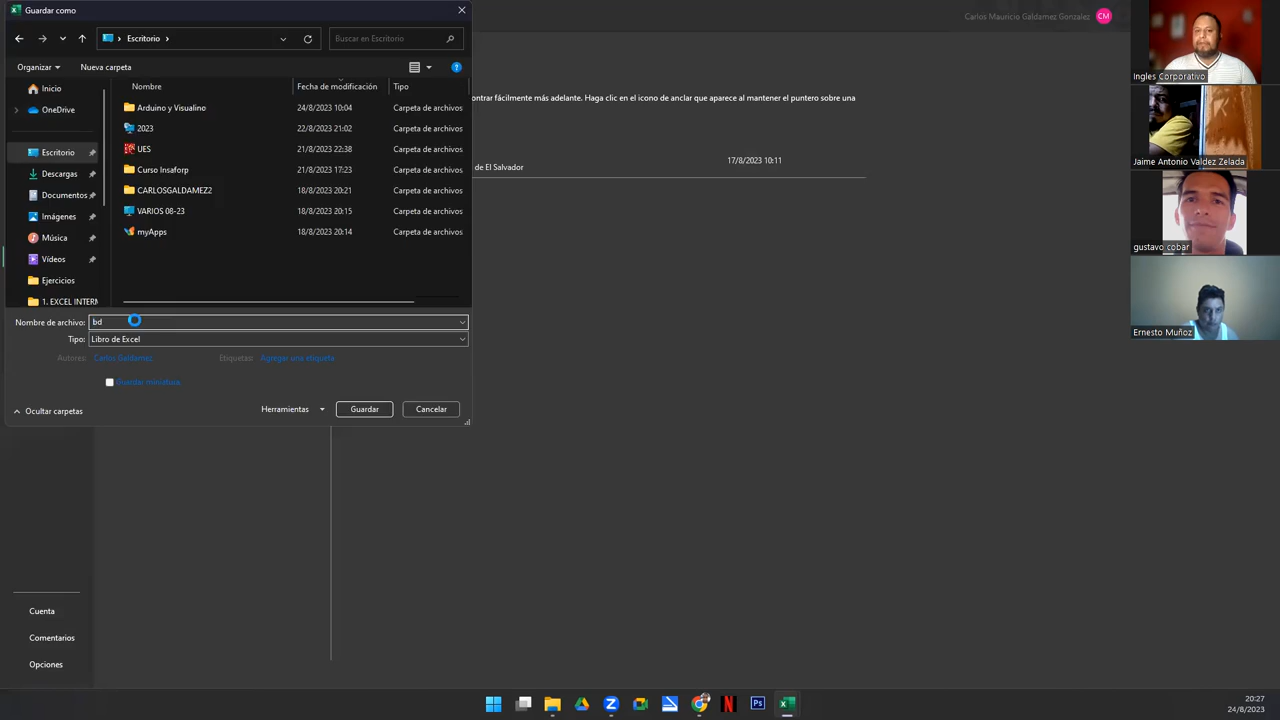 Guardar como
Carlos Mauricio Galdamez Gonzalez CM
Escritorio
Buscar en Escritorio
Organizar
Nueva carpeta
Inicio
OneDrive
Escritorio
Descargas
Documentos
Imágenes
Música
Vídeos
Ejercicios
1. EXCEL INTERM
Nombre Fecha de modificación Tipo
Arduino y Visualino 24/8/2023 10:04 Carpeta de archivos
2023 22/8/2023 21:02 Carpeta de archivos
UES 21/8/2023 22:38 Carpeta de archivos
Curso Insaforp 21/8/2023 17:23 Carpeta de archivos
CARLOSGALDAMEZ2 18/8/2023 20:21 Carpeta de archivos
VARIOS 08-23 18/8/2023 20:15 Carpeta de archivos
myApps 18/8/2023 20:14 Carpeta de archivos
ontrar fácilmente más adelante. Haga clic en el icono de anclar que aparece al mantener el puntero sobre una
de El Salvador 17/8/2023 10:11
Nombre de archivo: bd
Tipo: Libro de Excel
Autores: Carlos Galdamez Etiquetas: Agregar una etiqueta
Guardar miniatura
Ocultar carpetas
Herramientas
Guardar
Cancelar
Cuenta
Comentarios
Opciones
Ingles Corporativo
Jaime Antonio Valdez Zelada
gustavo cobar
Ernesto Muñoz
Ps
20:27
24/8/2023